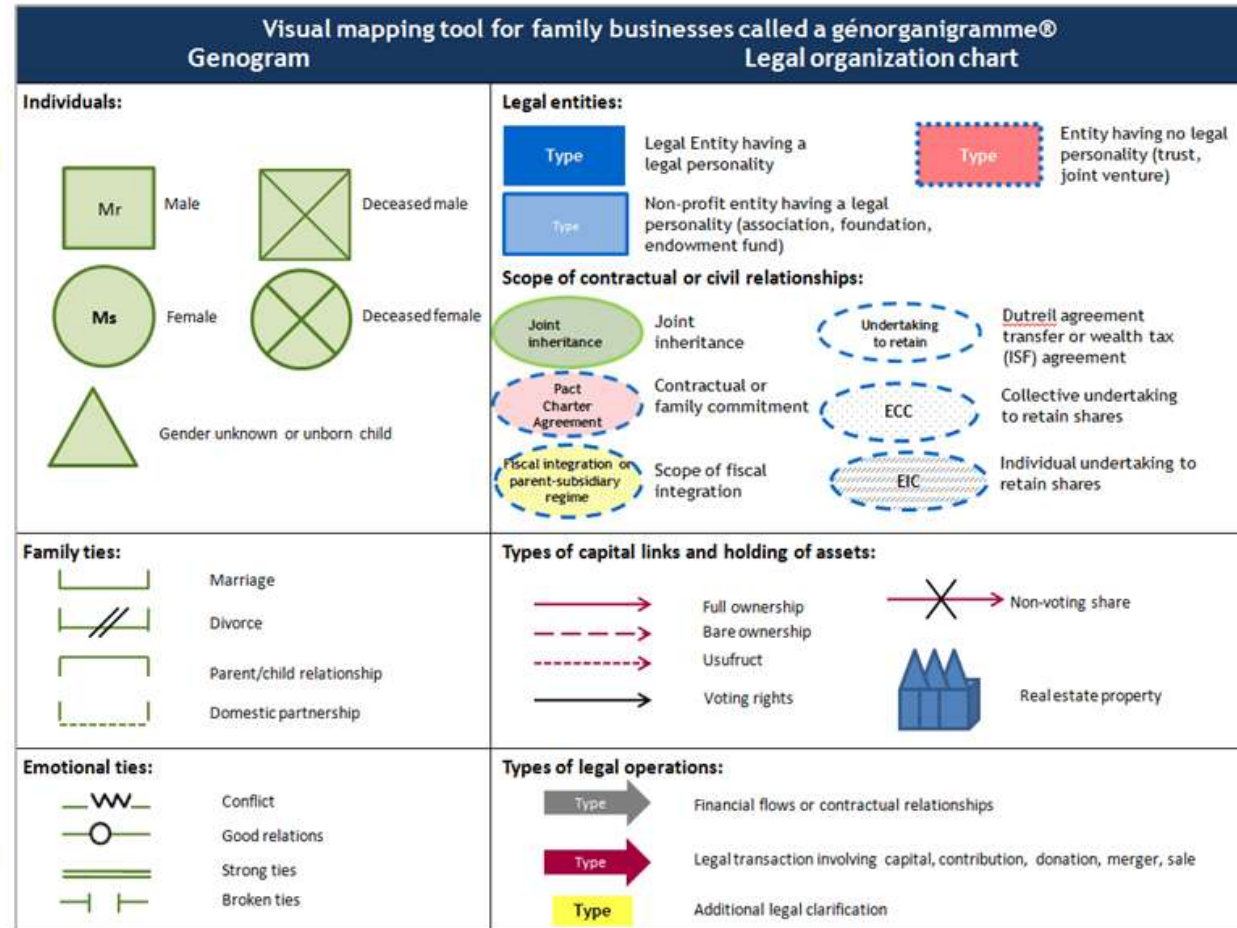 Visual mapping tool for family businesses called a génorganigramme®
Genogram
Legal organization chart
Individuals:
Mr
Male
Deceased male
Ms
Female
Deceased female
Gender unknown or unborn child
Legal entities:
Type
Legal Entity having a
legal personality
Type
Entity having no legal
personality (trust,
joint venture)
Type
Non-profit entity having a legal
personality (association, foundation,
endowment fund)
Scope of contractual or civil relationships:
Joint
inheritance
Joint
inheritance
Undertaking
to retain
Dutreil agreement
transfer or wealth tax
(ISF) agreement
Pact
Charter
Agreement
Contractual or
family commitment
ECC
Collective undertaking
to retain shares
Fiscal integration or
parent-subsidiary
regime
Scope of fiscal
integration
EIC
Individual undertaking to
retain shares
Family ties:
Marriage
Divorce
Parent/child relationship
Domestic partnership
Types of capital links and holding of assets:
Full ownership
Bare ownership
Usufruct
Voting rights
Non-voting share
Real estate property
Emotional ties:
Conflict
Good relations
Strong ties
Broken ties
Types of legal operations:
Type
Financial flows or contractual relationships
Type
Legal transaction involving capital, contribution, donation, merger, sale
Type
Additional legal clarification